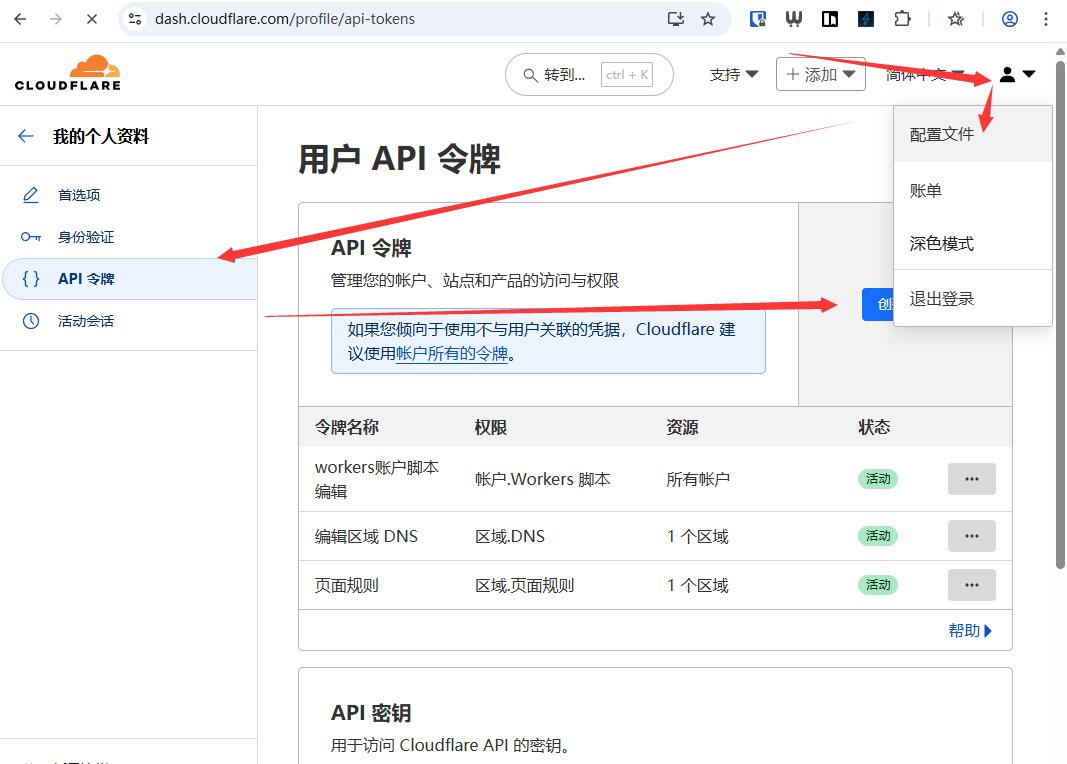 dash.cloudflare.com/profile/api-tokens
CLOUDFLARE
转到...
ctrl + K
支持
添加
简体中文
我的个人资料
首选项
身份验证
API 令牌
活动会话
配置文件
账单
深色模式
退出登录
用户 API 令牌
API 令牌
管理您的帐户、站点和产品的访问与权限
如果您倾向于使用不与用户关联的凭据，Cloudflare 建
议使用帐户所有的令牌。
令牌名称 权限 资源 状态
workers账户脚本
编辑
帐户.Workers 脚本 所有帐户 活动
编辑区域 DNS 区域.DNS 1 个区域 活动
页面规则 区域.页面规则 1 个区域 活动
帮助
API 密钥
用于访问 Cloudflare API 的密钥。